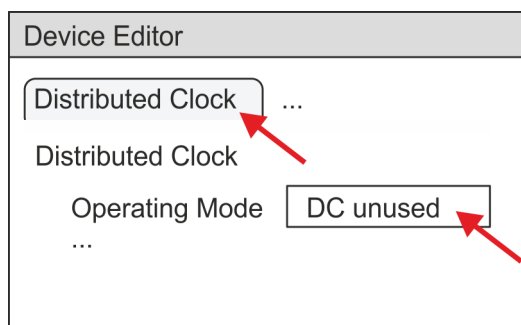 Device Editor
Distributed Clock ...
Distributed Clock
Operating Mode DC unused
...